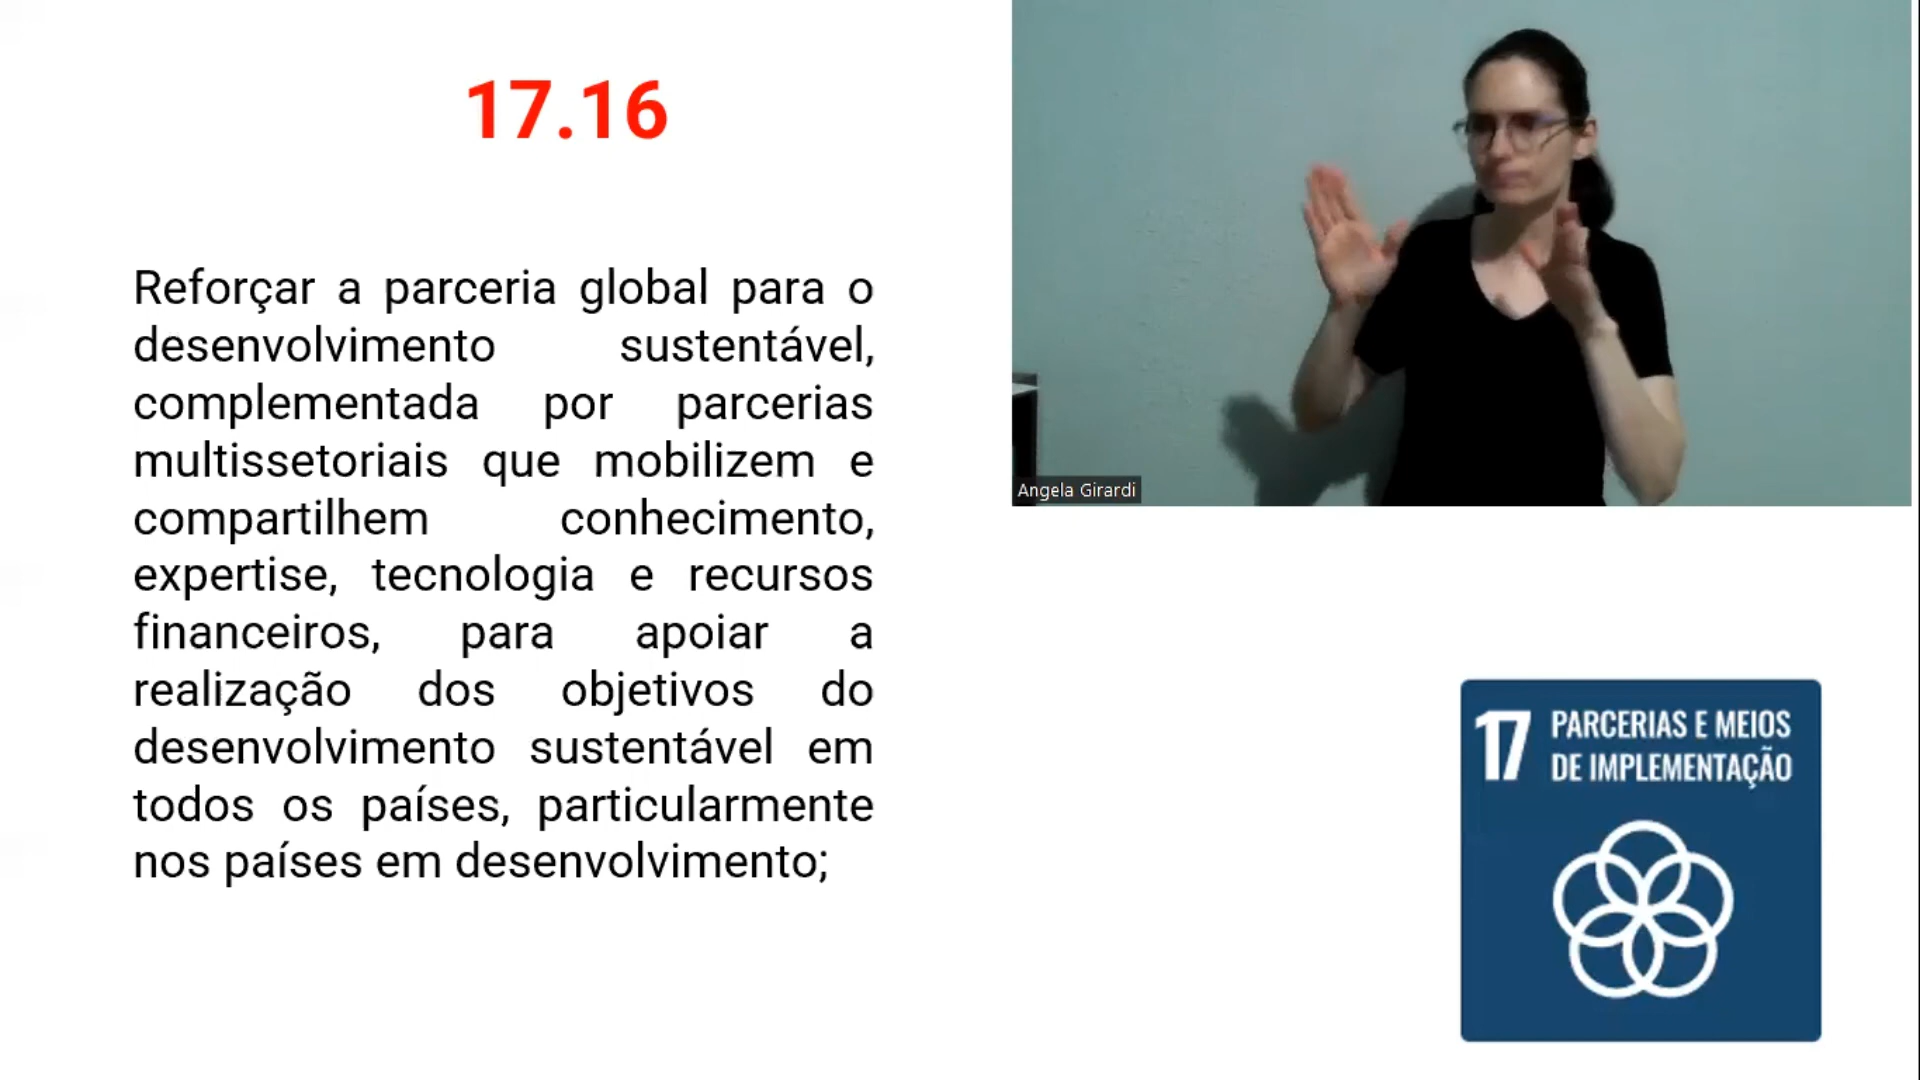 17.16
Reforçar a parceria global para o
desenvolvimento sustentável,
complementada por parcerias
multissetoriais que mobilizem e
compartilhem conhecimento,
expertise, tecnologia e recursos
financeiros, para apoiar a
realização dos objetivos do
desenvolvimento sustentável em
todos os países, particularmente
nos países em desenvolvimento;
Angela Girardi
17 PARCERIAS E MEIOS
DE IMPLEMENTAÇÃO